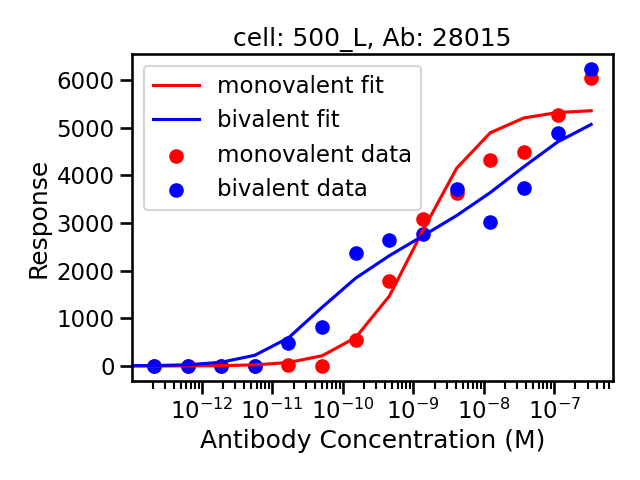 cell: 500_L, Ab: 28015
monovalent fit
bivalent fit
monovalent data
bivalent data
Response
6000
5000
4000
3000
2000
1000
0
10⁻¹² 10⁻¹¹ 10⁻¹⁰ 10⁻⁹ 10⁻⁸ 10⁻⁷
Antibody Concentration (M)